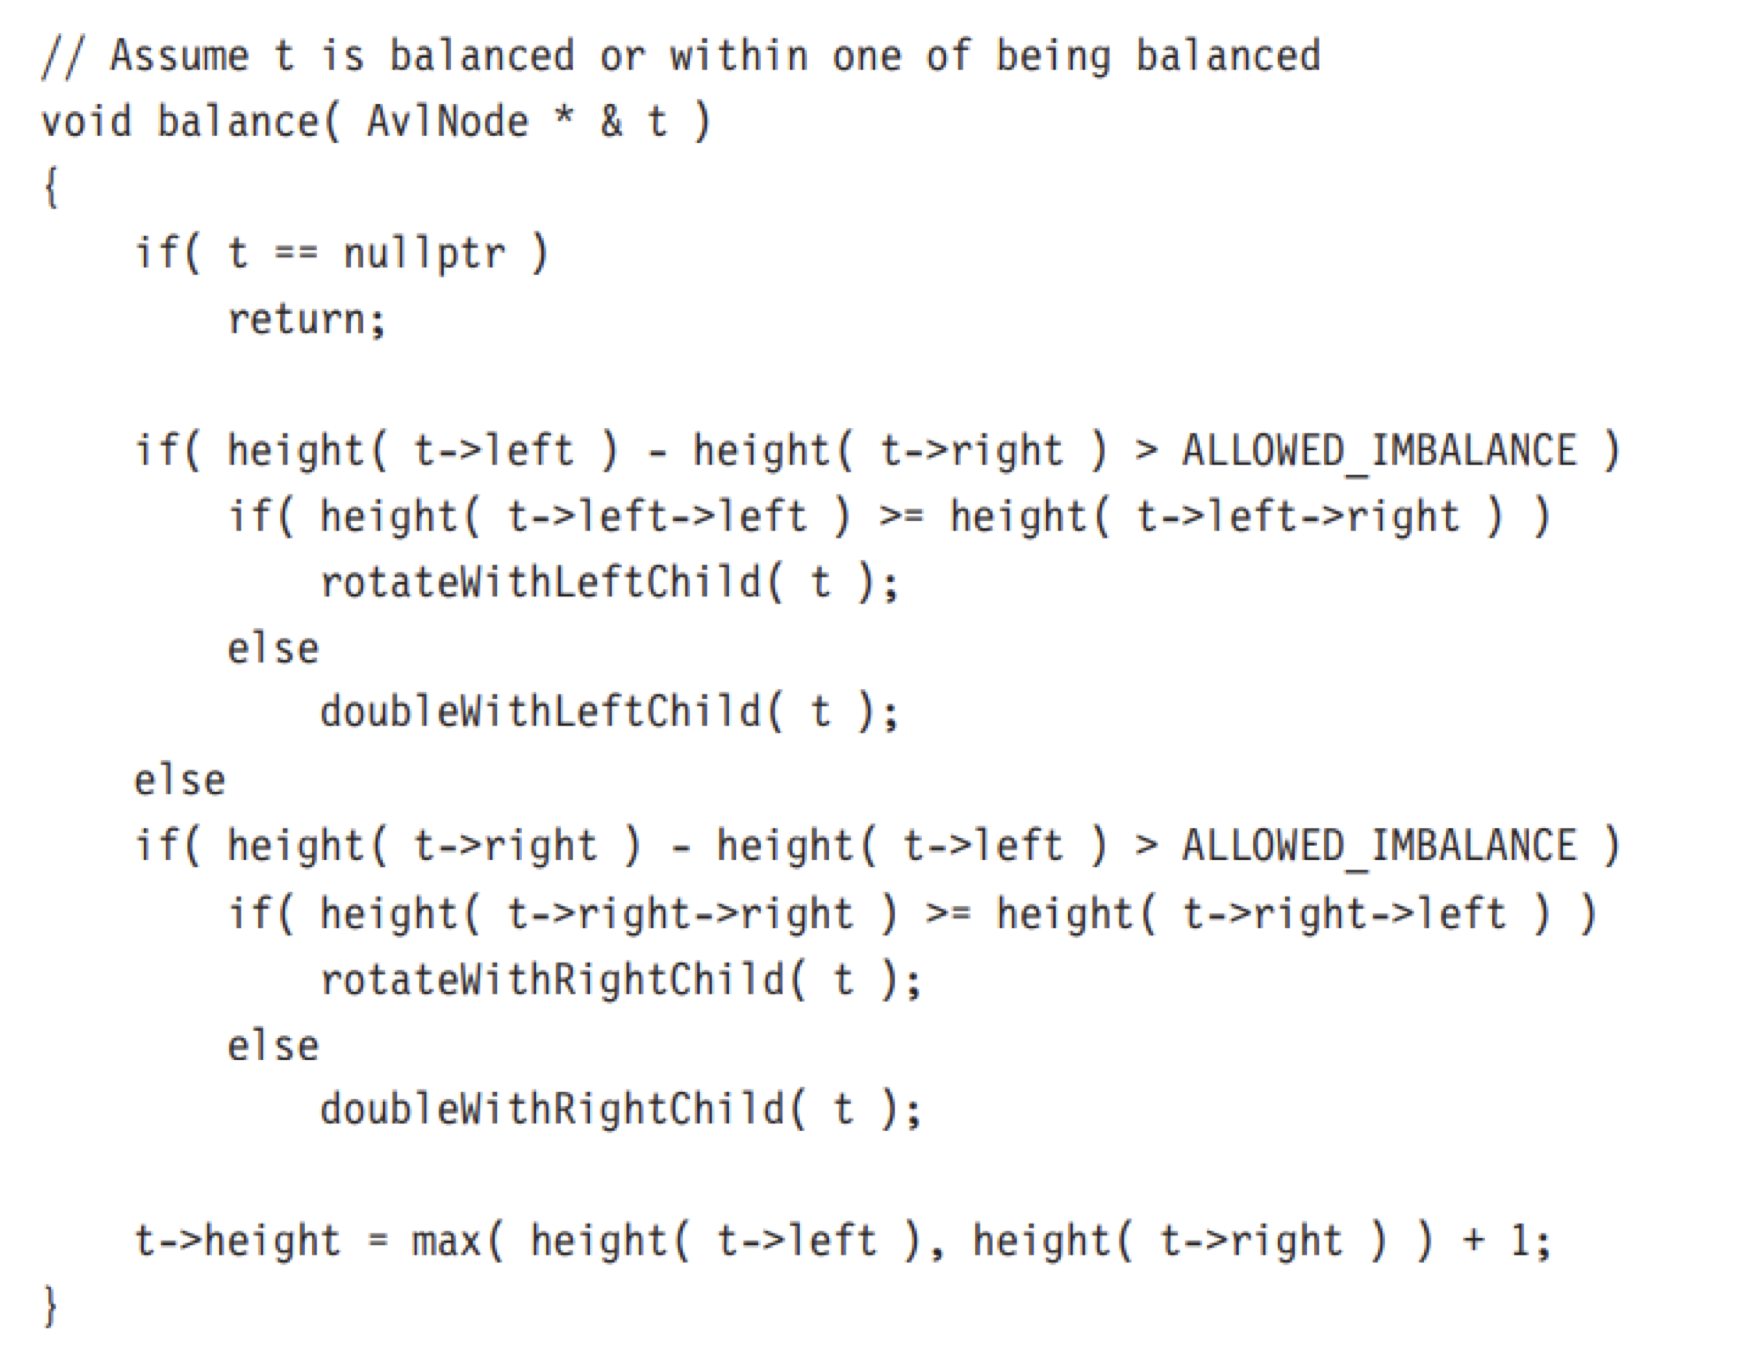 // Assume t is balanced or within one of being balanced
void balance( AvlNode * & t )
{
    if( t == nullptr )
        return;

    if( height( t->left ) - height( t->right ) > ALLOWED_IMBALANCE )
        if( height( t->left->left ) >= height( t->left->right ) )
            rotateWithLeftChild( t );
        else
            doubleWithLeftChild( t );
    else
    if( height( t->right ) - height( t->left ) > ALLOWED_IMBALANCE )
        if( height( t->right->right ) >= height( t->right->left ) )
            rotateWithRightChild( t );
        else
            doubleWithRightChild( t );

    t->height = max( height( t->left ), height( t->right ) ) + 1;
}